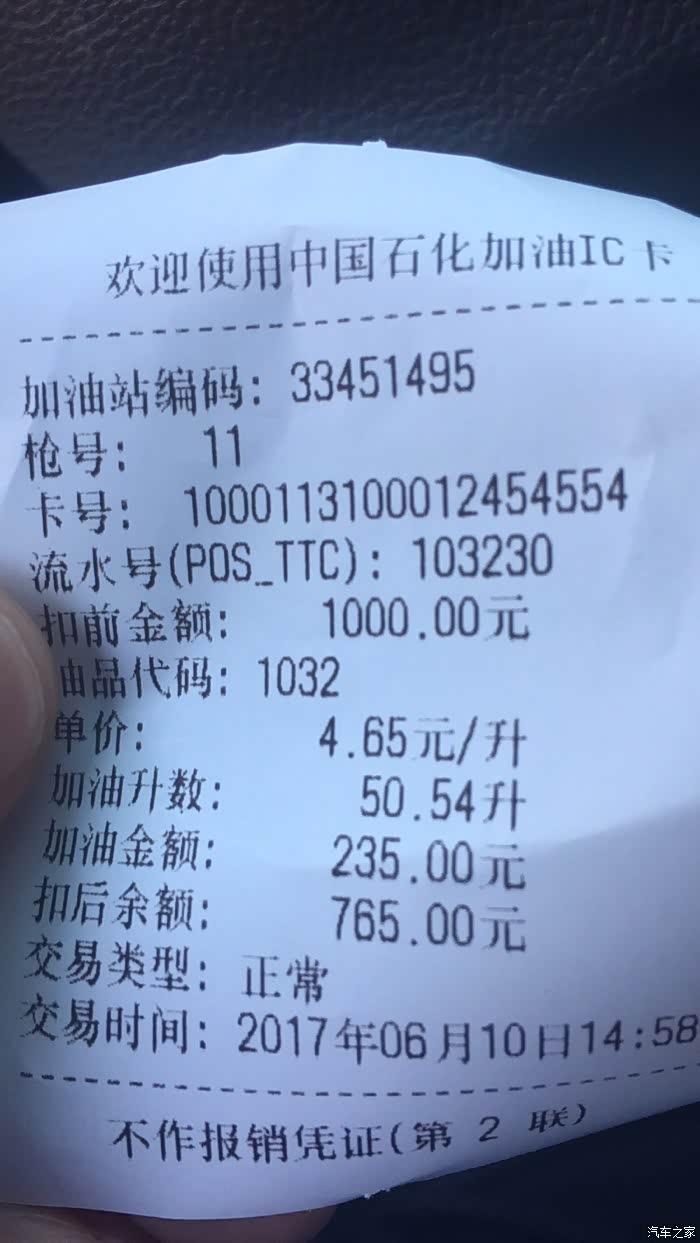 欢迎使用中国石化加油IC卡
加油站编码: 33451495
枪号: 11
卡号: 1000113100012454554
流水号(POS_TTC): 103230
扣前金额: 1000.00元
油品代码: 1032
单价: 4.65元/升
加油升数: 50.54升
加油金额: 235.00元
扣后余额: 765.00元
交易类型: 正常
交易时间: 2017年06月10日14:58
不作报销凭证(第 2 联)
汽车之家